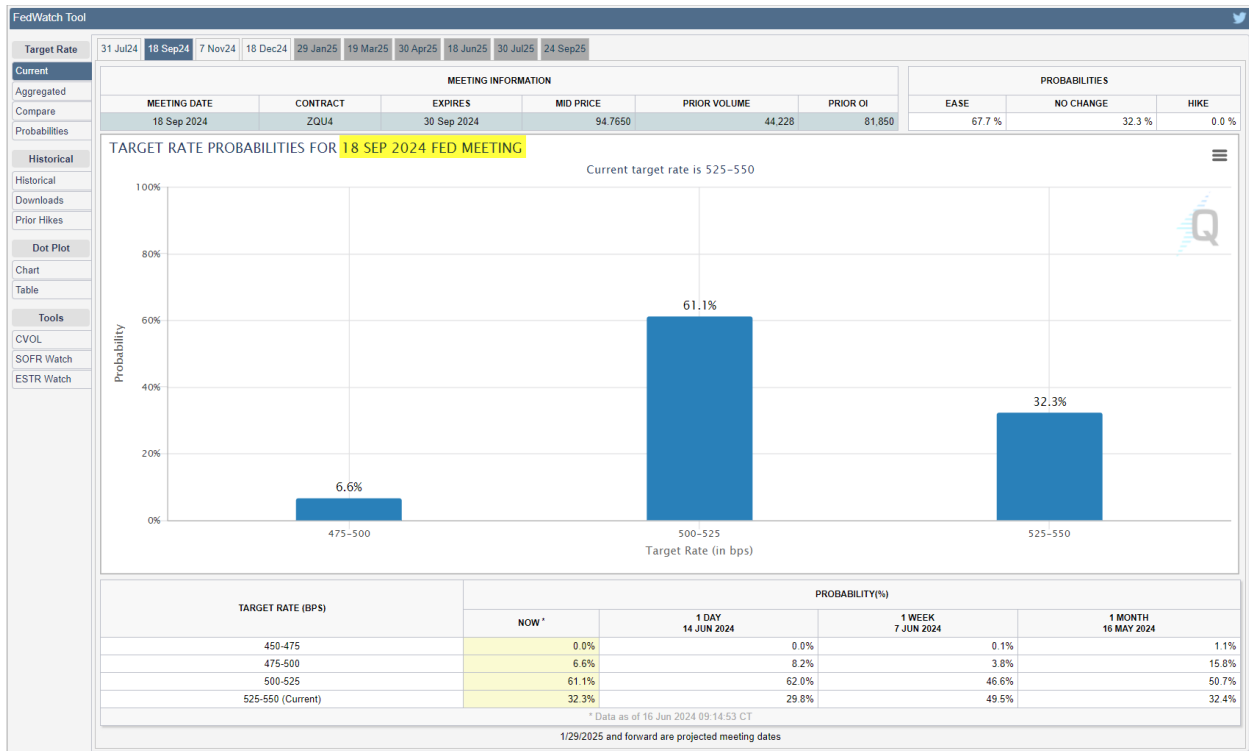 FedWatch Tool
Target Rate
Current
Aggregated
Compare
Probabilities
Historical
Historical
Downloads
Prior Hikes
Dot Plot
Chart
Table
Tools
CVOL
SOFR Watch
ESTR Watch
31 Jul24 18 Sep24 7 Nov24 18 Dec24 29 Jan25 19 Mar25 30 Apr25 18 Jun25 30 Jul25 24 Sep25
MEETING INFORMATION
MEETING DATE CONTRACT EXPIRES MID PRICE PRIOR VOLUME PRIOR OI
18 Sep 2024 ZQU4 30 Sep 2024 94.7650 44,228 81,850
PROBABILITIES
EASE NO CHANGE HIKE
67.7 % 32.3 % 0.0 %
TARGET RATE PROBABILITIES FOR 18 SEP 2024 FED MEETING
Current target rate is 525-550
Q
Probability
100%
80%
60%
40%
20%
0%
6.6%
61.1%
32.3%
475-500 500-525 525-550
Target Rate (in bps)
TARGET RATE (BPS) PROBABILITY(%)
NOW * 1 DAY 1 WEEK 1 MONTH
14 JUN 2024 7 JUN 2024 16 MAY 2024
450-475 0.0% 0.0% 0.1% 1.1%
475-500 6.6% 8.2% 3.8% 15.8%
500-525 61.1% 62.0% 46.6% 50.7%
525-550 (Current) 32.3% 29.8% 49.5% 32.4%
* Data as of 16 Jun 2024 09:14:53 CT
1/29/2025 and forward are projected meeting dates